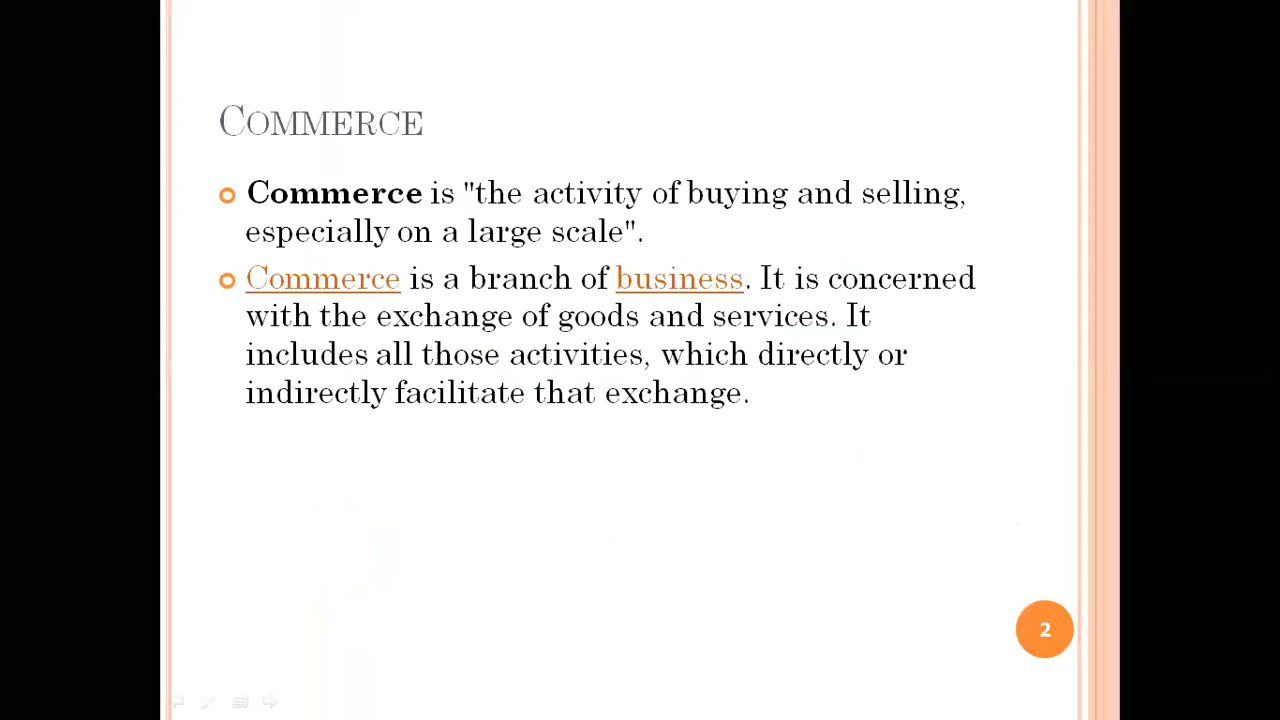 COMMERCE
Commerce is "the activity of buying and selling,
especially on a large scale".
Commerce is a branch of business. It is concerned
with the exchange of goods and services. It
includes all those activities, which directly or
indirectly facilitate that exchange.
2